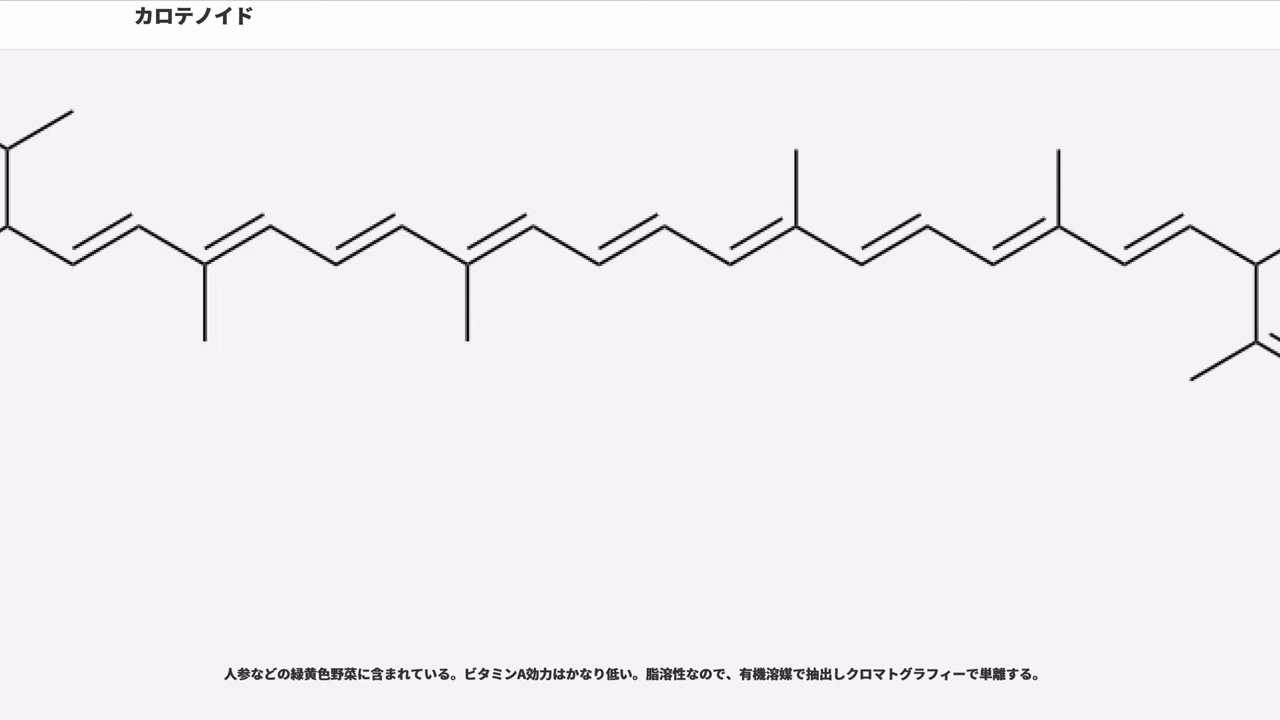 カロテノイド
人参などの緑黄色野菜に含まれている。ビタミンA効力はかなり低い。脂溶性なので、有機溶媒で抽出しクロマトグラフィーで単離する。